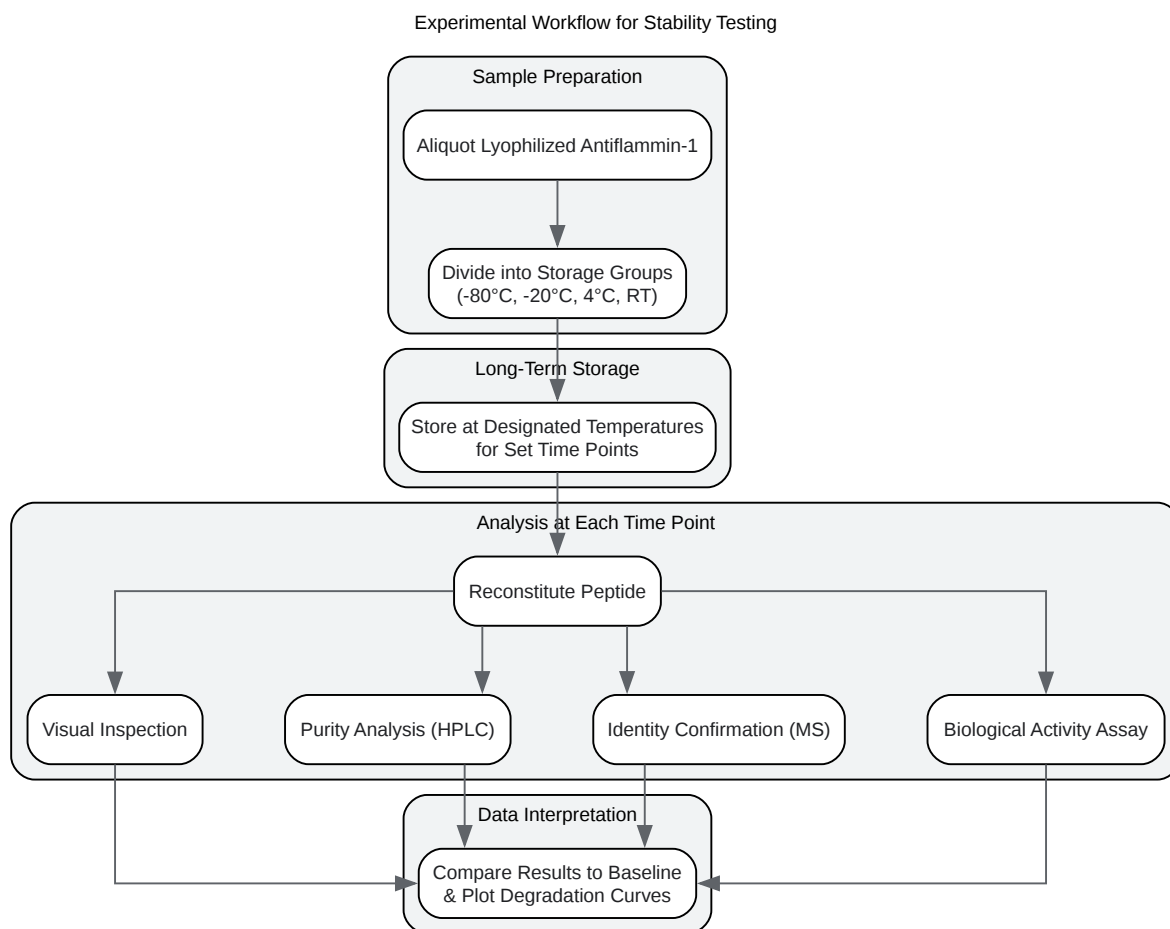 Experimental Workflow for Stability Testing
Sample Preparation
Aliquot Lyophilized Antiflammin-1
Divide into Storage Groups
(-80°C, -20°C, 4°C, RT)
Long-Term Storage
Store at Designated Temperatures
for Set Time Points
Analysis at Each Time Point
Reconstitute Peptide
Visual Inspection
Purity Analysis (HPLC)
Identity Confirmation (MS)
Biological Activity Assay
Data Interpretation
Compare Results to Baseline
& Plot Degradation Curves